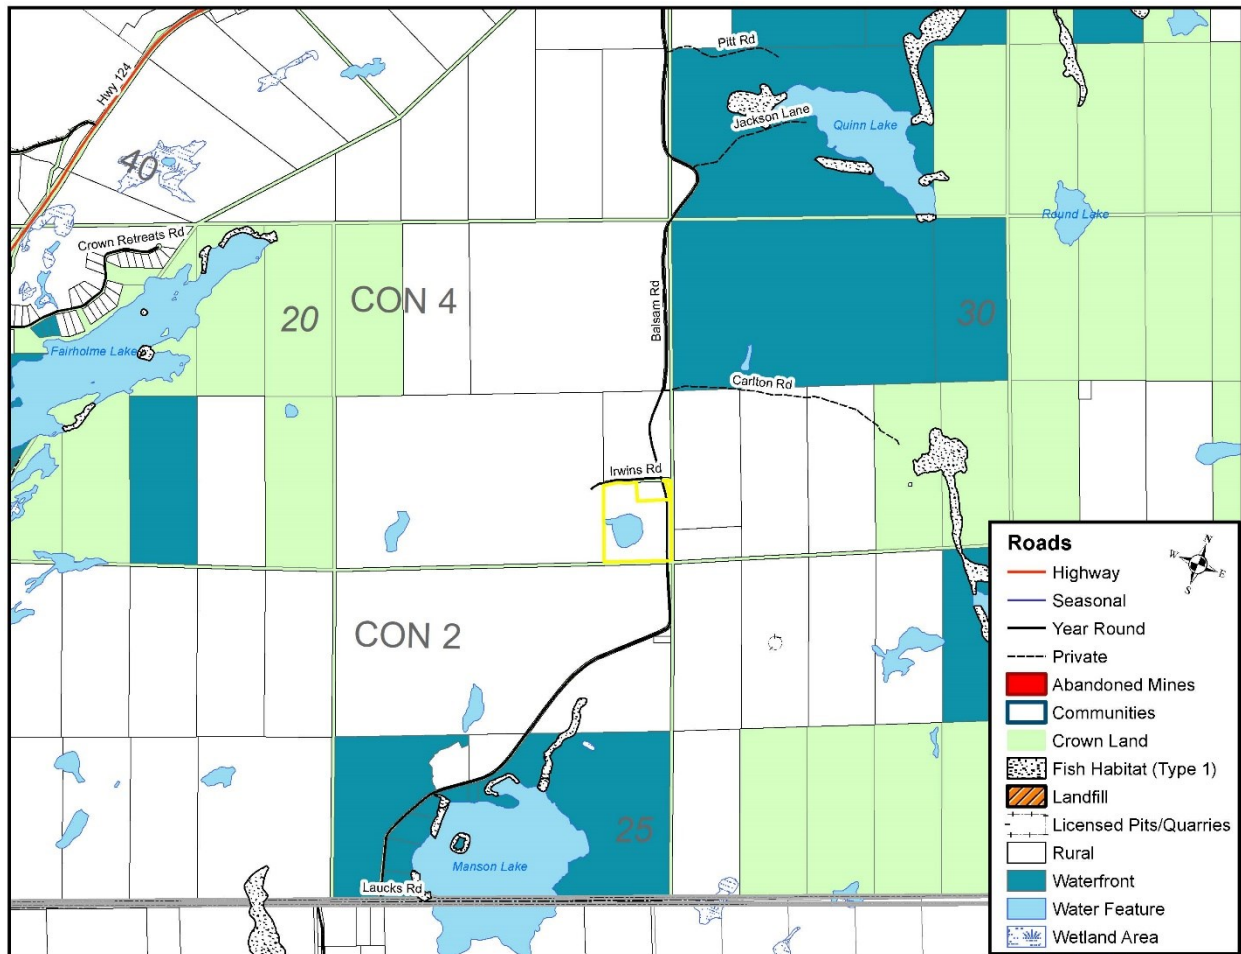 Pitt Rd
Hwy 124
Jackson Lane
Quinn Lake
40
Round Lake
Crown Retreats Rd
CON 4
Balsam Rd
20
30
Fairholme Lake
Carlton Rd
Irwins Rd
CON 2
25
Manson Lake
Laucks Rd
Roads
N
W
E
S
Highway
Seasonal
Year Round
Private
Abandoned Mines
Communities
Crown Land
Fish Habitat (Type 1)
Landfill
Licensed Pits/Quarries
Rural
Waterfront
Water Feature
Wetland Area